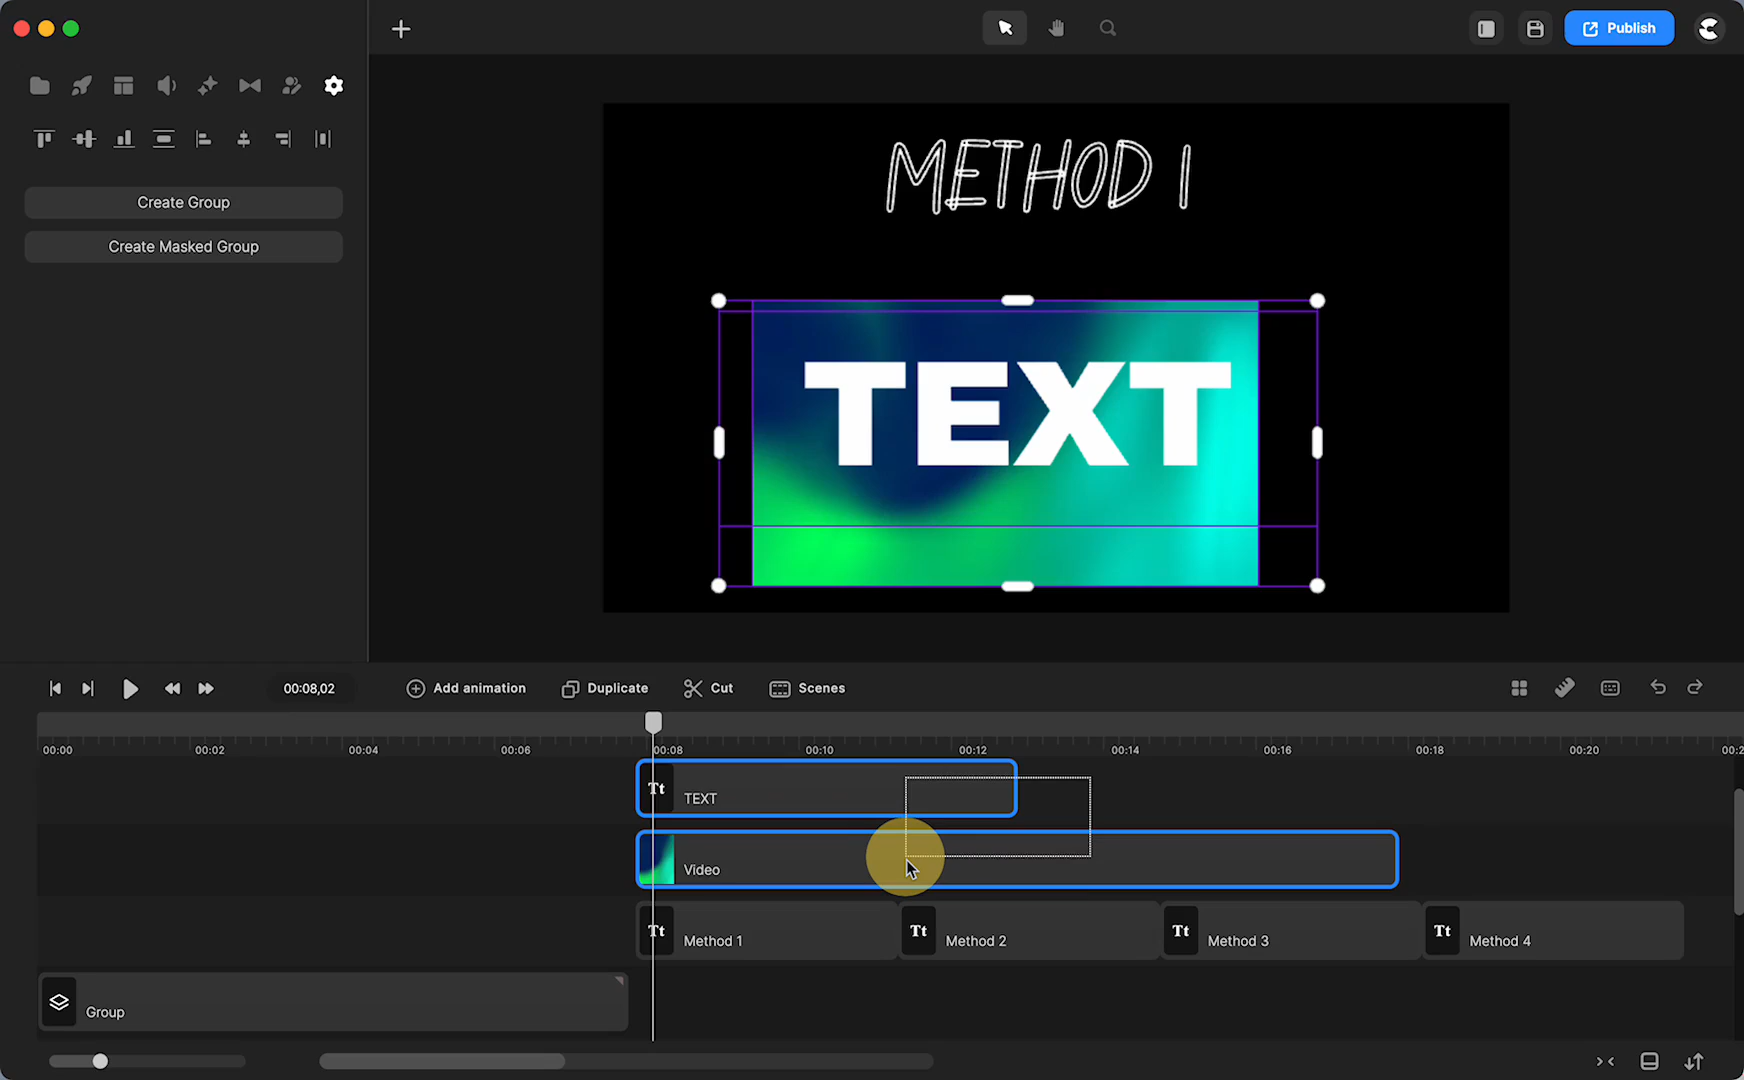 Publish
Create Group
Create Masked Group
METHOD 1
TEXT
00:08,02
Add animation
Duplicate
Cut
Scenes
00:00
00:02
00:04
00:06
00:08
00:10
00:12
00:14
00:16
00:18
00:20
00:2
Tt TEXT
Video
Tt Method 1
Tt Method 2
Tt Method 3
Tt Method 4
Group